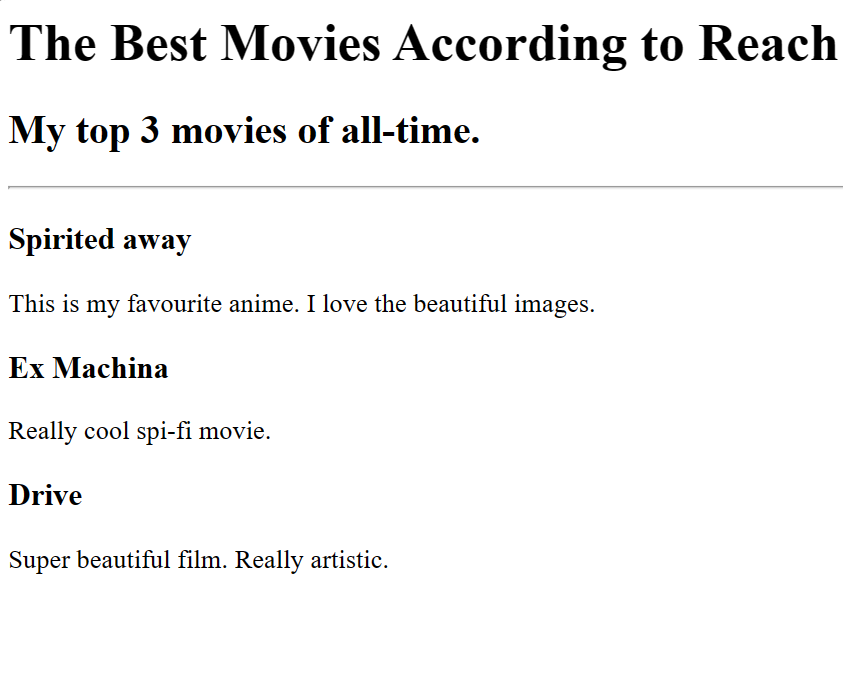 The Best Movies According to Reach
My top 3 movies of all-time.
Spirited away
This is my favourite anime. I love the beautiful images.
Ex Machina
Really cool spi-fi movie.
Drive
Super beautiful film. Really artistic.